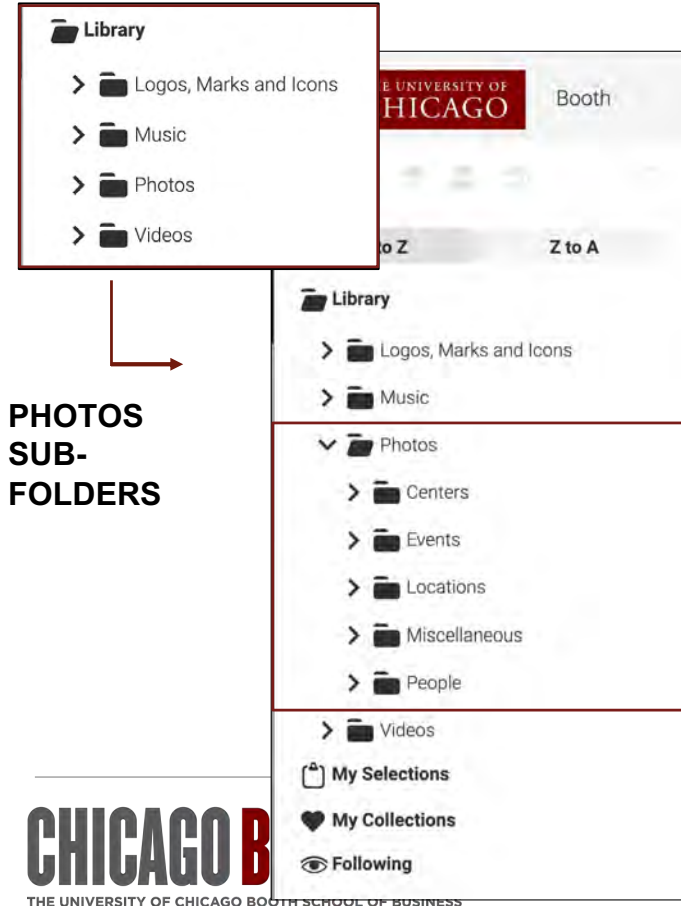 Library
Logos, Marks and Icons
Music
Photos
Videos
E UNIVERSITY OF
HICAGO
Booth
to Z
Z to A
Library
Logos, Marks and Icons
Music
Photos
Centers
Events
Locations
Miscellaneous
People
Videos
My Selections
My Collections
Following
PHOTOS
SUB-
FOLDERS
CHICAGO B
THE UNIVERSITY OF CHICAGO BOOTH SCHOOL OF BUSINESS